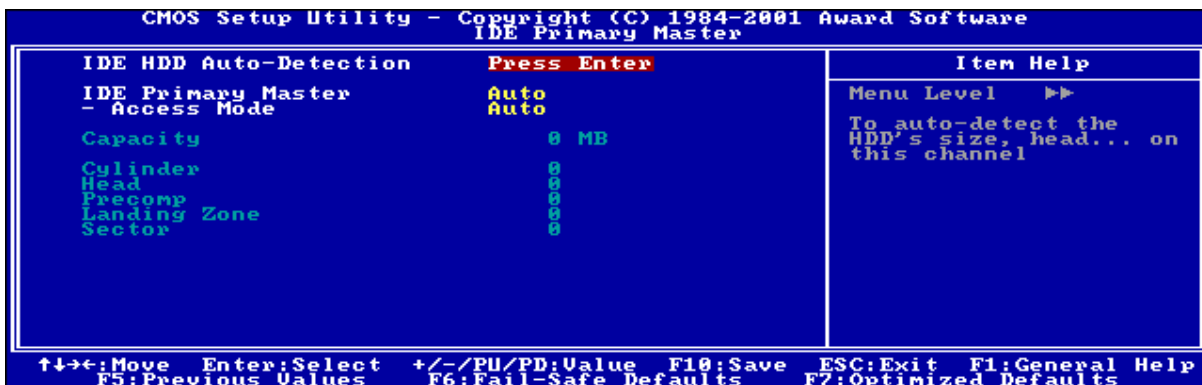 CMOS Setup Utility - Copyright (C) 1984-2001 Award Software
IDE Primary Master
IDE HDD Auto-Detection Press Enter
IDE Primary Master Auto
- Access Mode Auto
Capacity 0 MB
Cylinder 0
Head 0
Precomp 0
Landing Zone 0
Sector 0
Item Help
Menu Level ▶▶
To auto-detect the
HDD's size, head... on
this channel
↑↓→←:Move Enter:Select +/-/PU/PD:Value F10:Save ESC:Exit F1:General Help
F5:Previous Values F6:Fail-Safe Defaults F7:Optimized Defaults